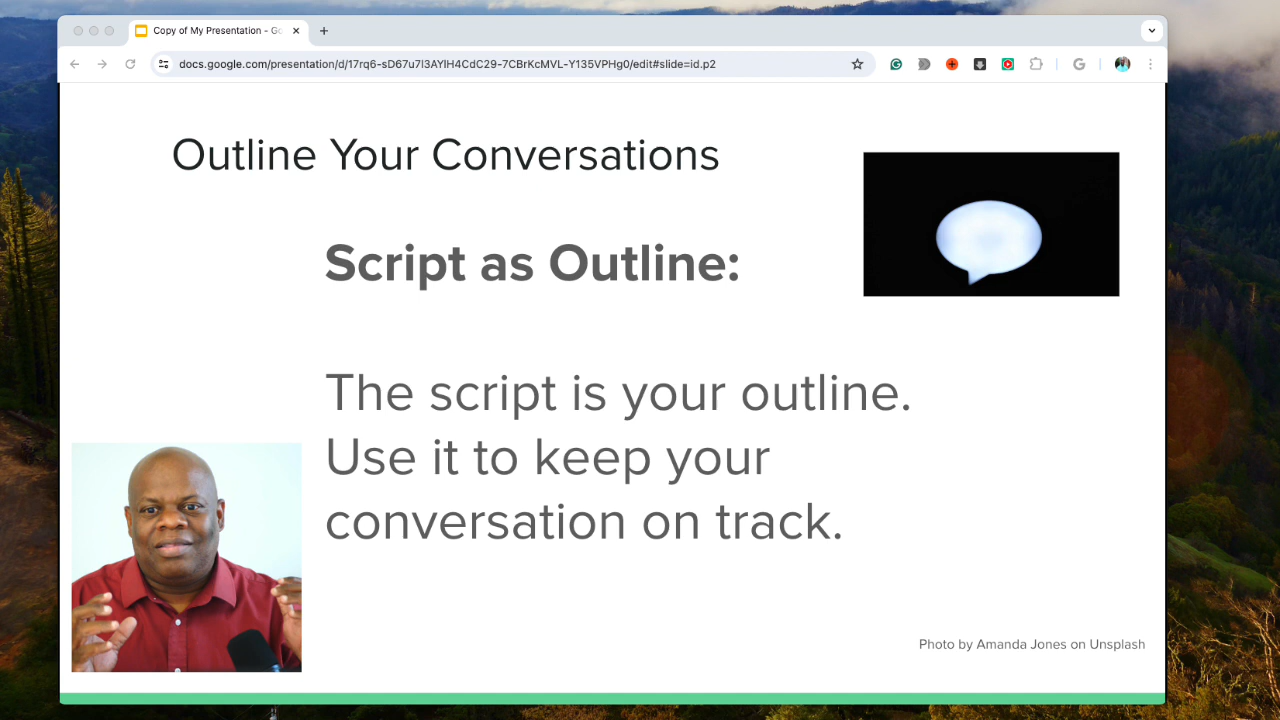 Copy of My Presentation - Go
docs.google.com/presentation/d/17rq6-sD67u7l3AYlH4CdC29-7CBrKcMVL-Y135VPHg0/edit#slide=id.p2
Outline Your Conversations
Script as Outline:
The script is your outline.
Use it to keep your
conversation on track.
Photo by Amanda Jones on Unsplash